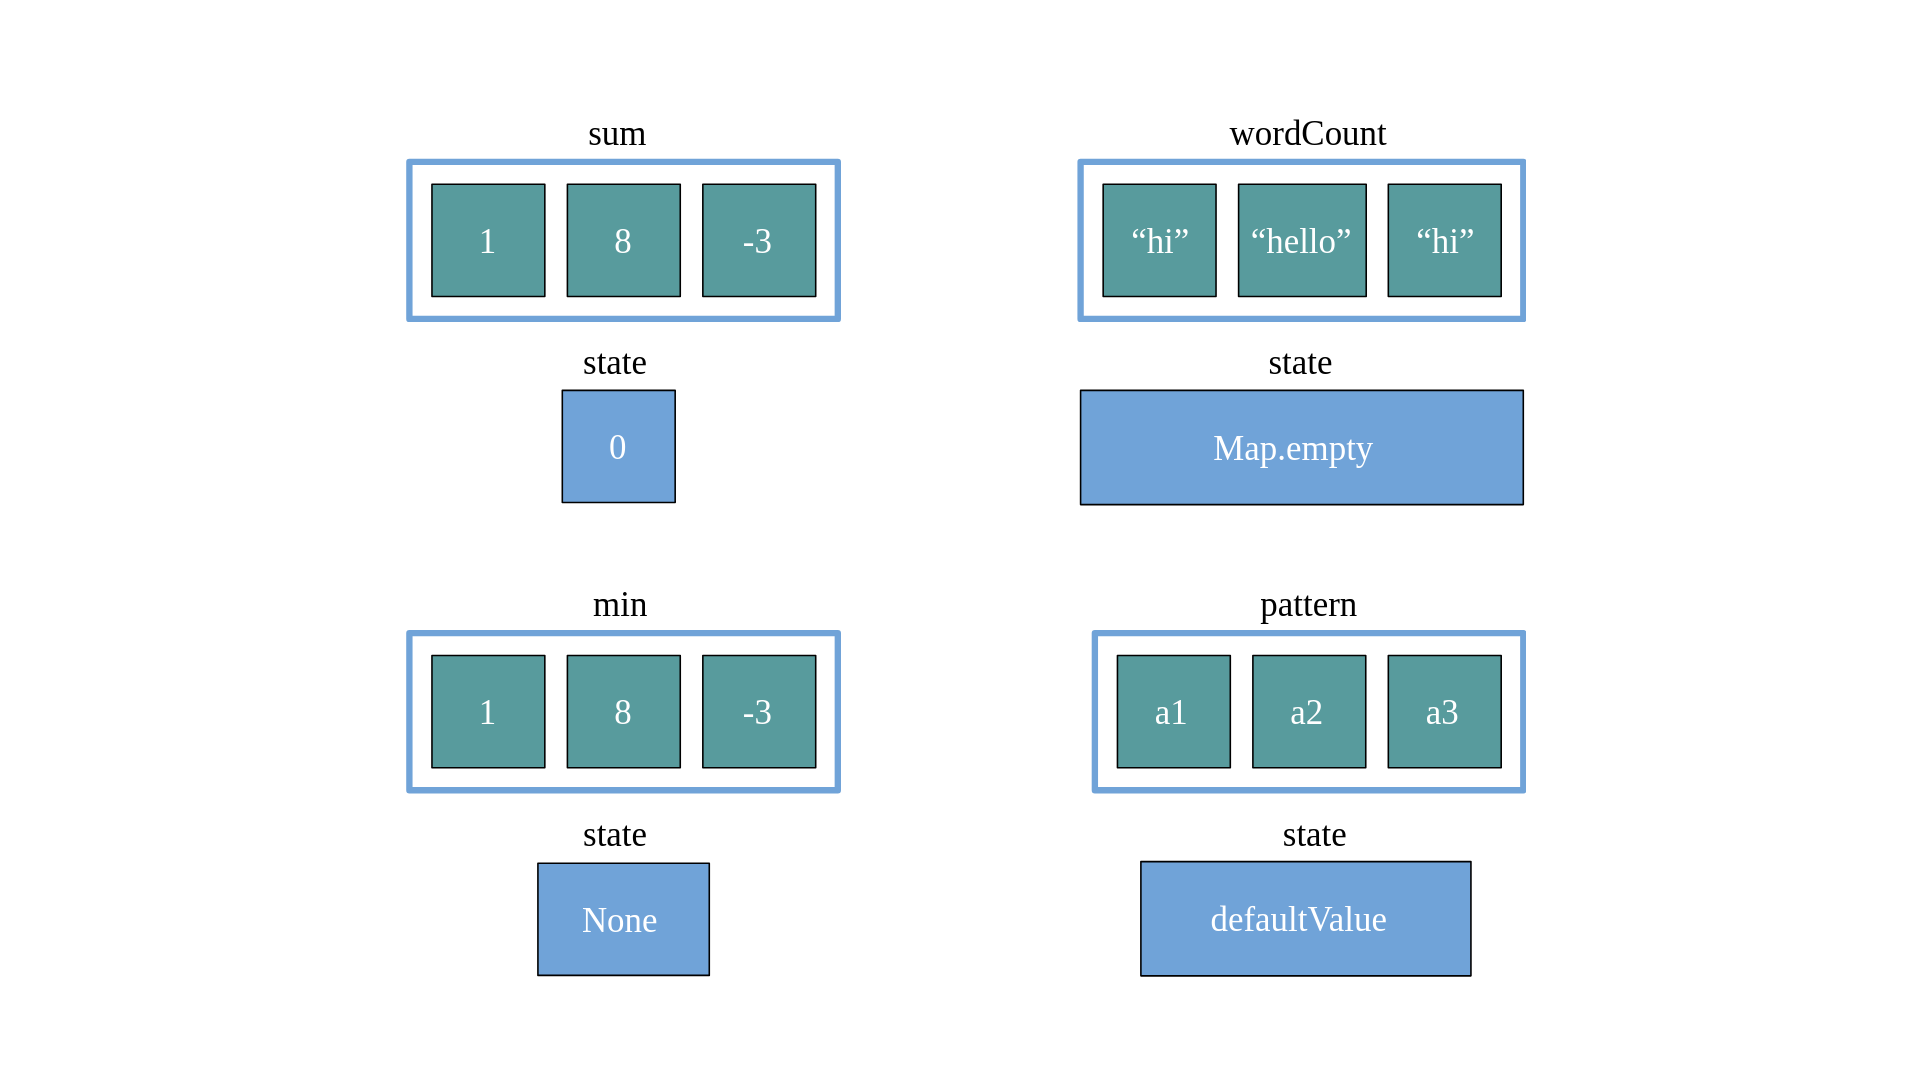 sum
1 8 -3
state
0
wordCount
“hi” “hello” “hi”
state
Map.empty
min
1 8 -3
state
None
pattern
a1 a2 a3
state
defaultValue